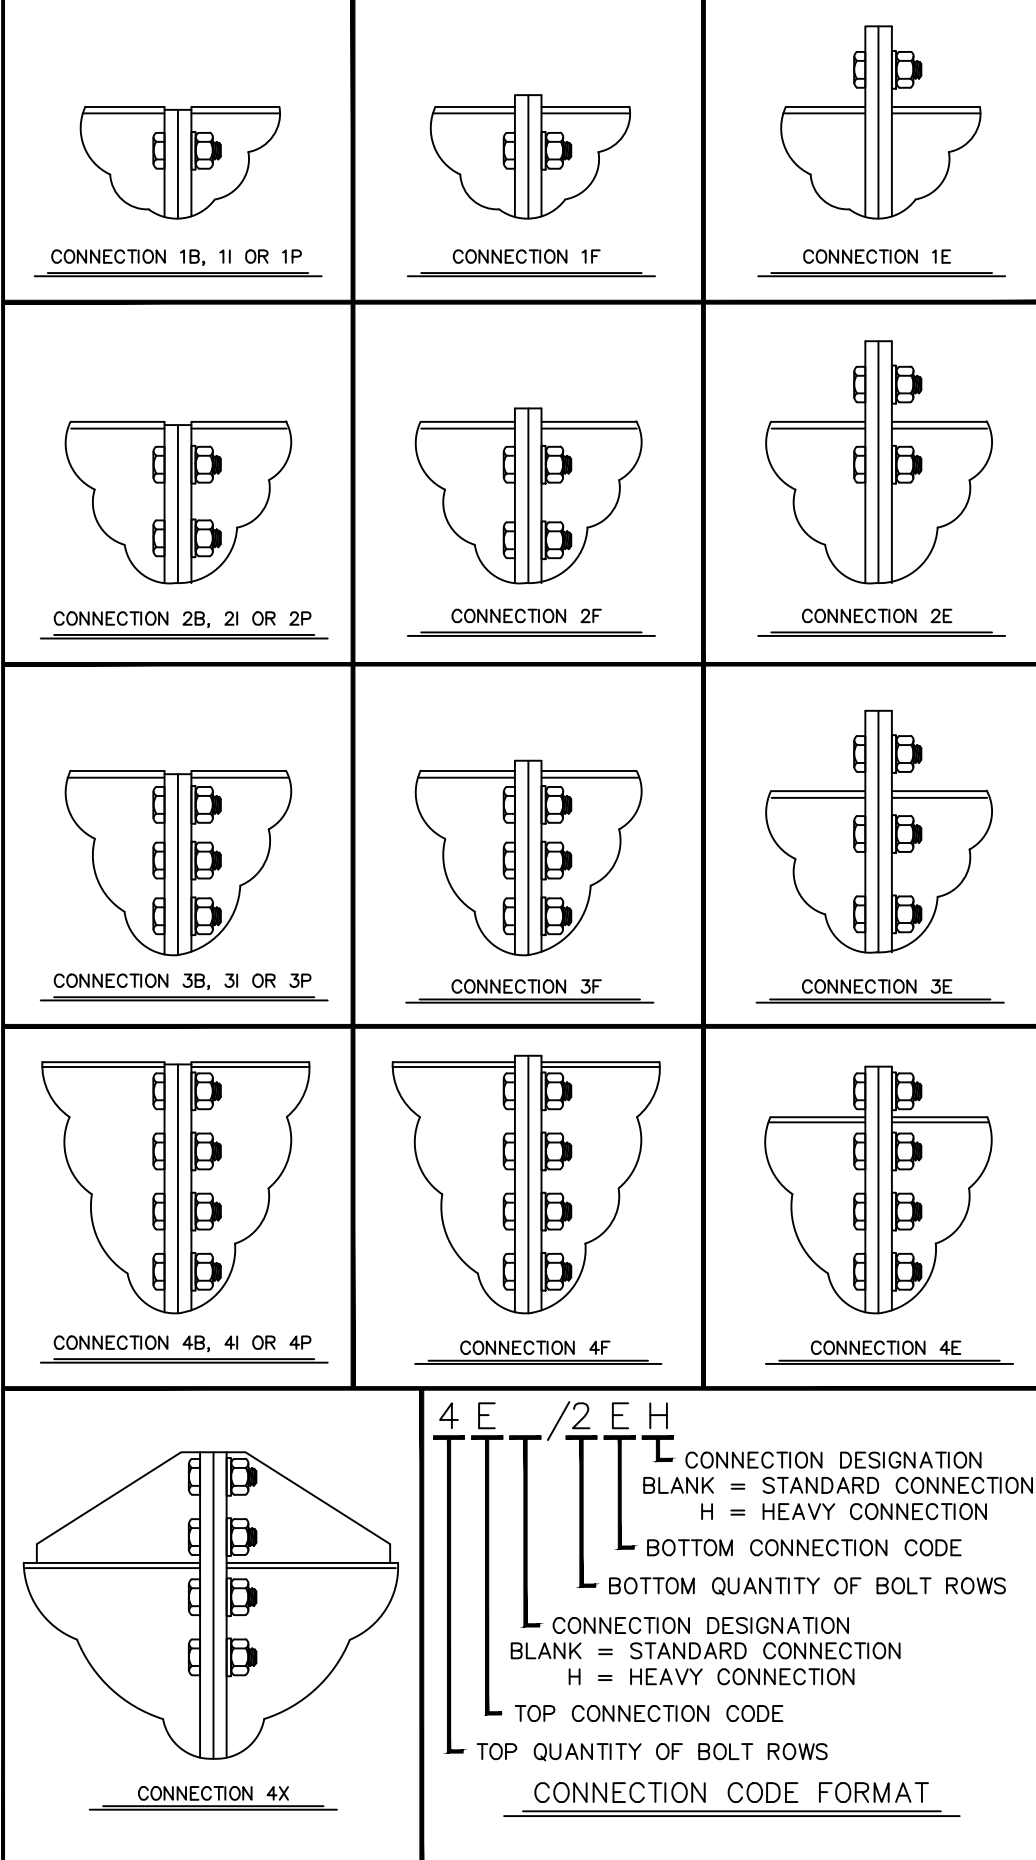 CONNECTION 1B, 1I OR 1P
CONNECTION 1F
CONNECTION 1E
CONNECTION 2B, 2I OR 2P
CONNECTION 2F
CONNECTION 2E
CONNECTION 3B, 3I OR 3P
CONNECTION 3F
CONNECTION 3E
CONNECTION 4B, 4I OR 4P
CONNECTION 4F
CONNECTION 4E
CONNECTION 4X
4 E /2 E H
CONNECTION DESIGNATION
BLANK = STANDARD CONNECTION
H = HEAVY CONNECTION
BOTTOM CONNECTION CODE
BOTTOM QUANTITY OF BOLT ROWS
CONNECTION DESIGNATION
BLANK = STANDARD CONNECTION
H = HEAVY CONNECTION
TOP CONNECTION CODE
TOP QUANTITY OF BOLT ROWS
CONNECTION CODE FORMAT